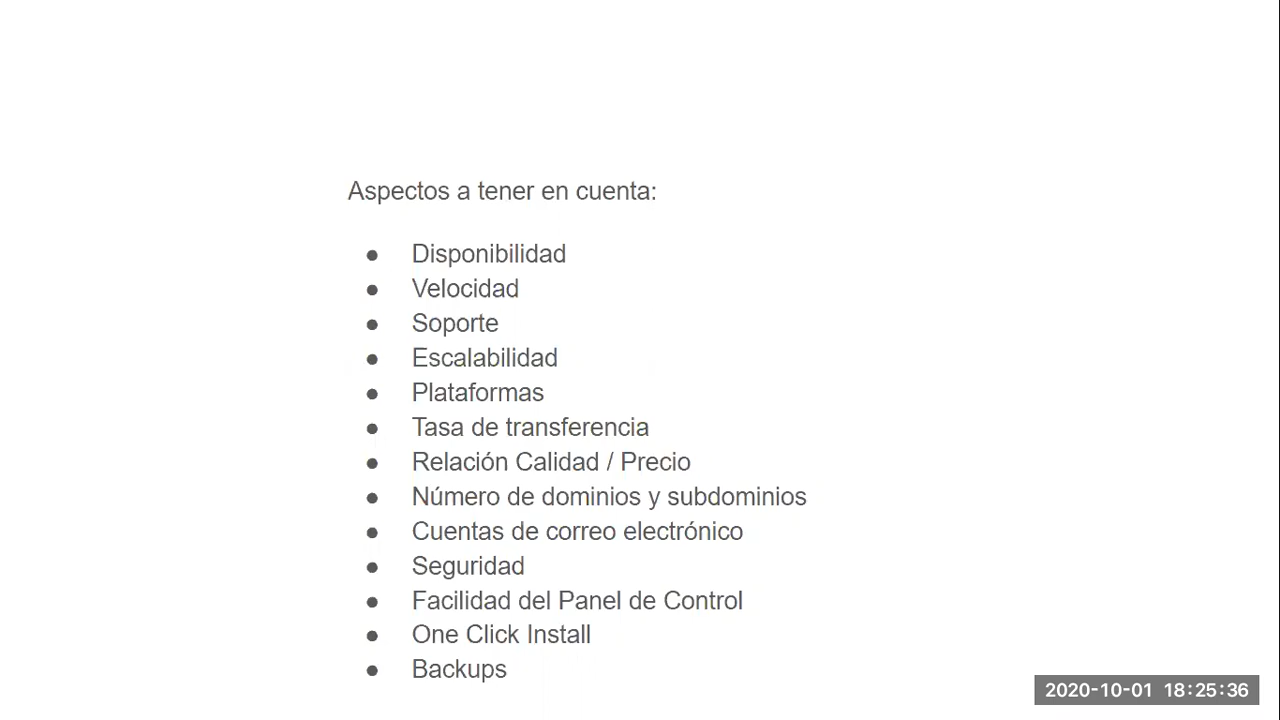 Aspectos a tener en cuenta:
● Disponibilidad
● Velocidad
● Soporte
● Escalabilidad
● Plataformas
● Tasa de transferencia
● Relación Calidad / Precio
● Número de dominios y subdominios
● Cuentas de correo electrónico
● Seguridad
● Facilidad del Panel de Control
● One Click Install
● Backups
2020-10-01 18:25:36